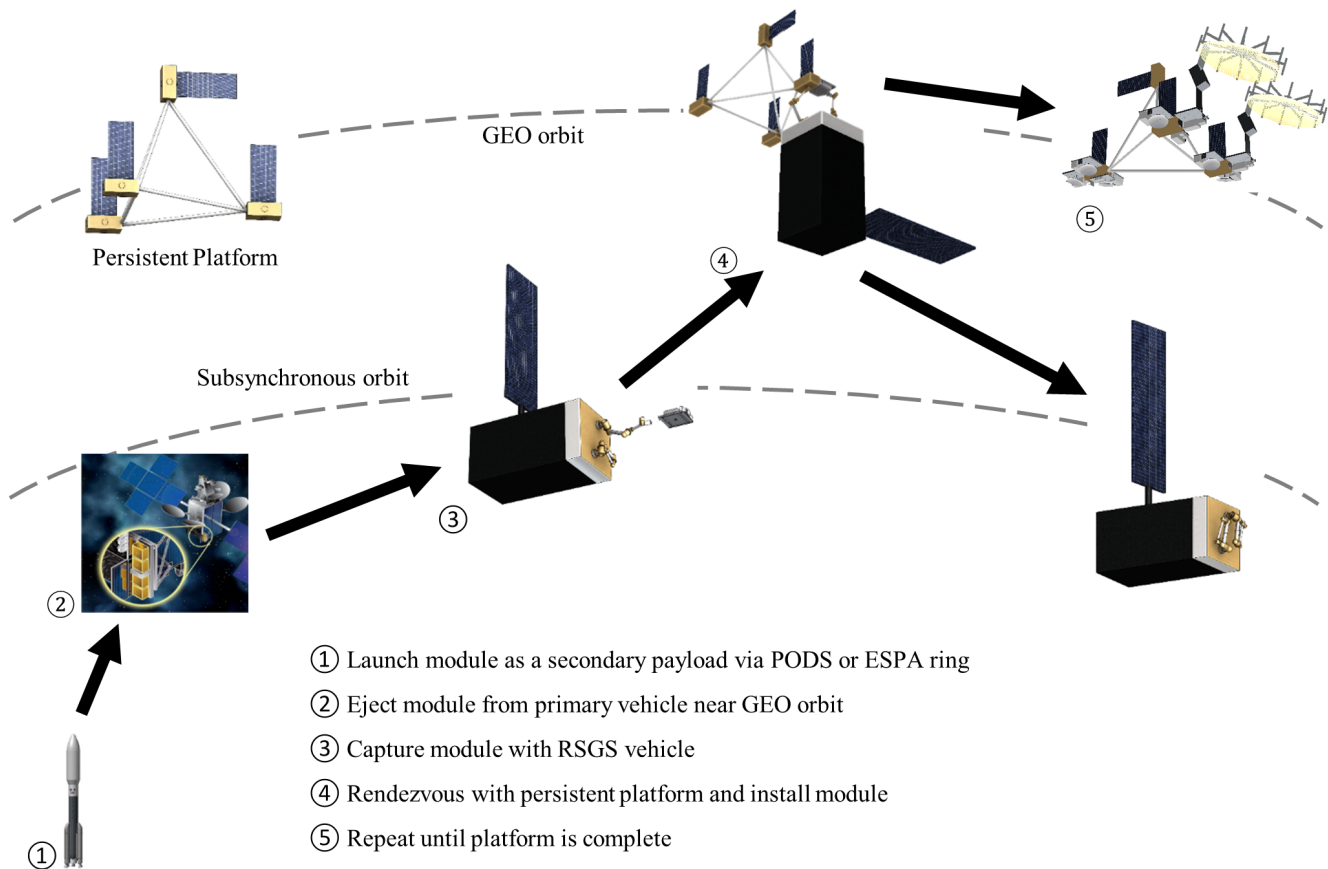 GEO orbit
Persistent Platform
⑤
④
Subsynchronous orbit
③
②
① Launch module as a secondary payload via PODS or ESPA ring
② Eject module from primary vehicle near GEO orbit
③ Capture module with RSGS vehicle
④ Rendezvous with persistent platform and install module
⑤ Repeat until platform is complete
①